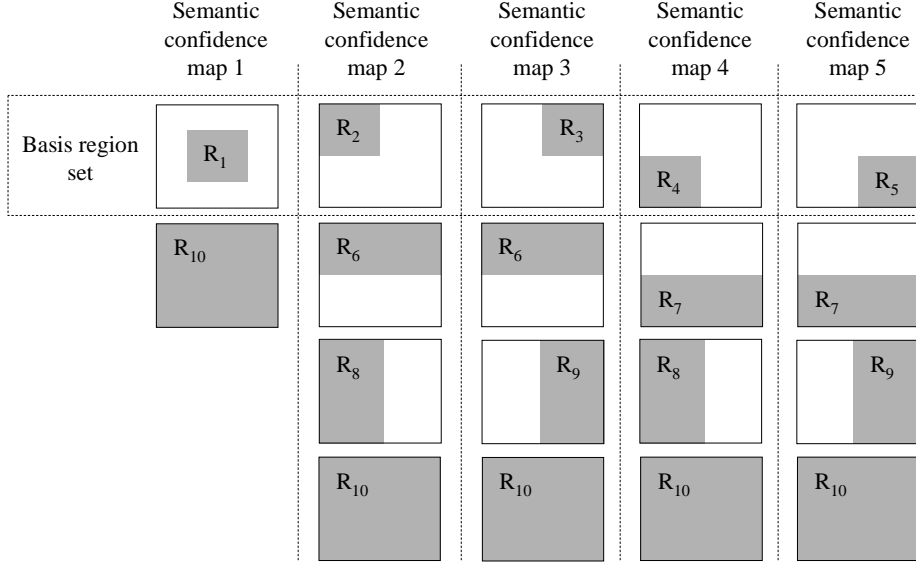 Semantic confidence map 1
Semantic confidence map 2
Semantic confidence map 3
Semantic confidence map 4
Semantic confidence map 5
Basis region set
R1
R2
R3
R4
R5
R10
R6
R6
R7
R7
R8
R9
R8
R9
R10
R10
R10
R10